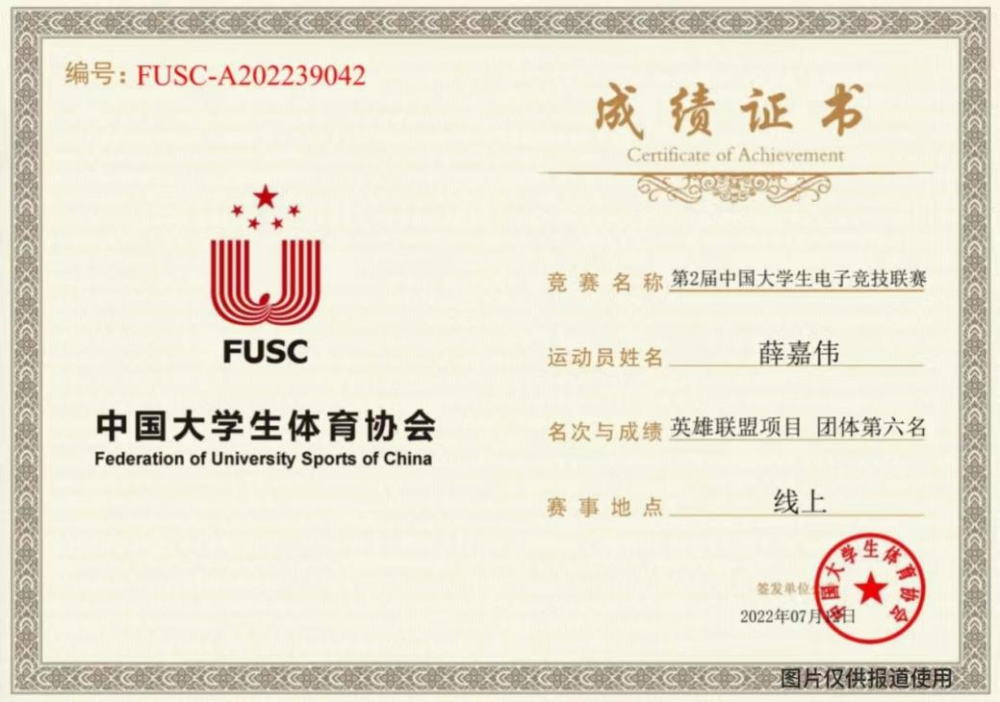 编号：FUSC-A202239042
成绩证书
Certificate of Achievement
FUSC
中国大学生体育协会
Federation of University Sports of China
竞赛名称 第2届中国大学生电子竞技联赛
运动员姓名 薛嘉伟
名次与成绩 英雄联盟项目 团体第六名
赛事地点 线上
签发单位
中国大学生体育协会
2022年07月 日
图片仅供报道使用